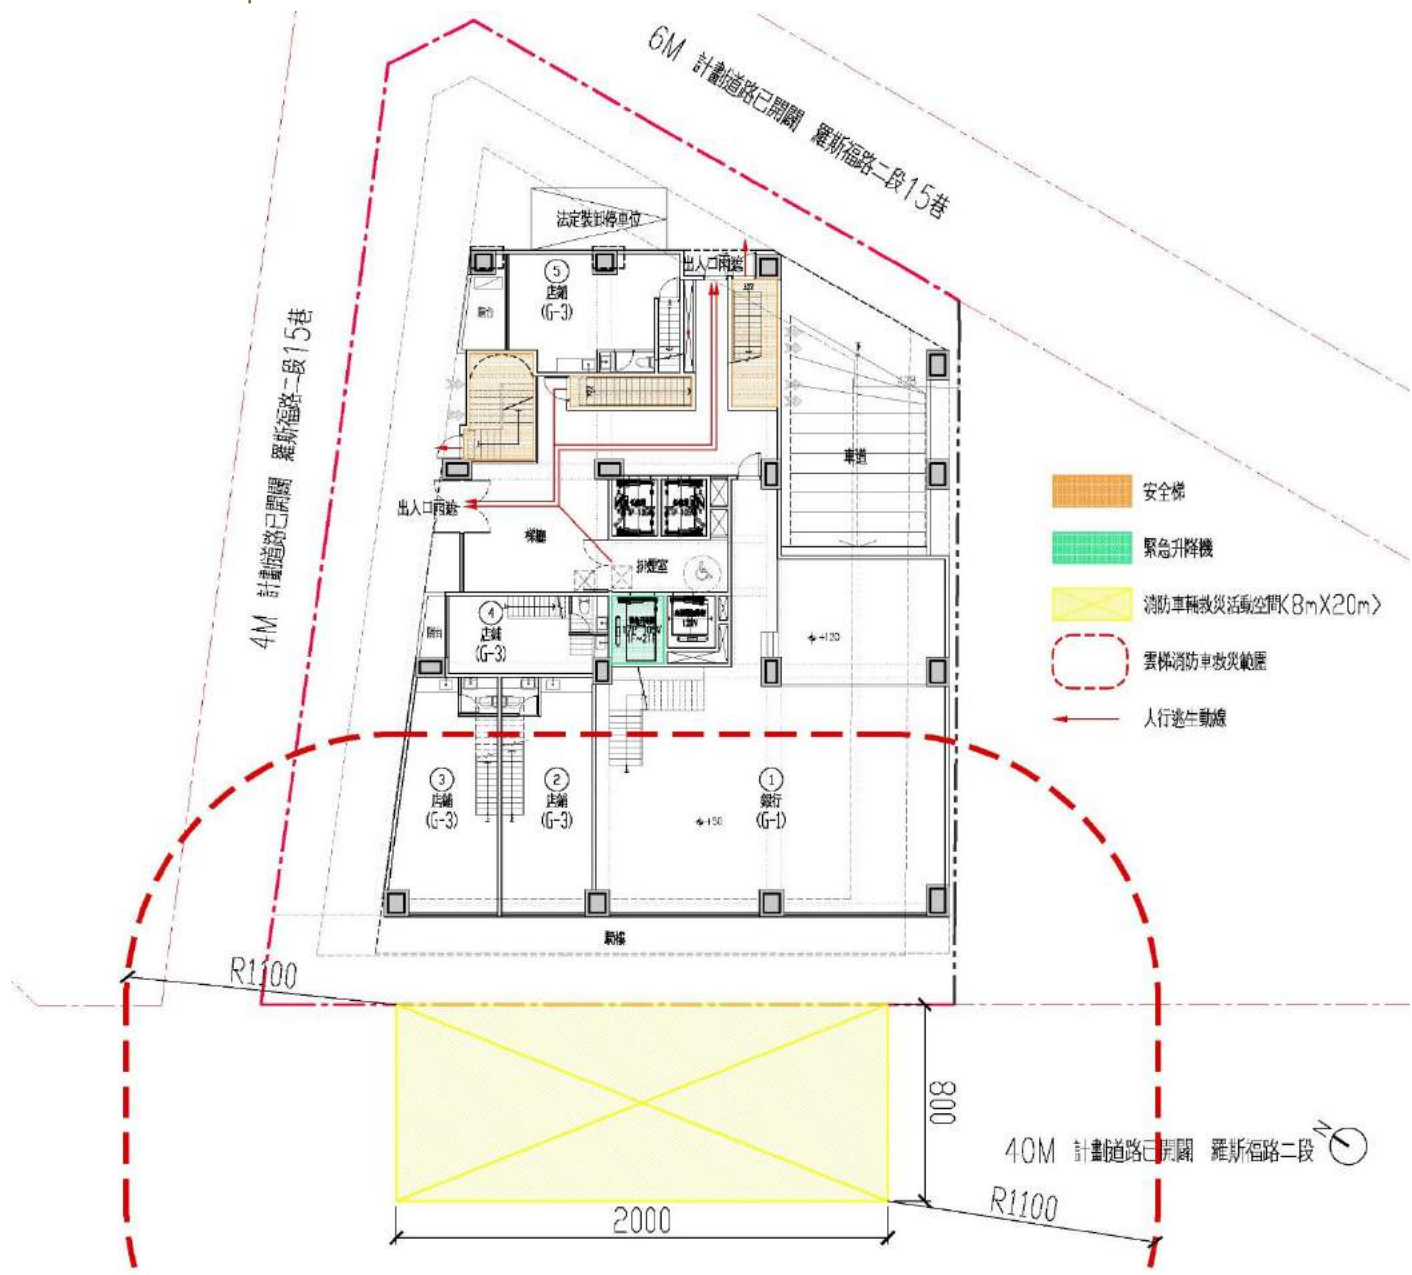 6M 計劃道路已開闢 羅斯福路二段15巷
4M 計劃道路已開闢 羅斯福路二段15巷
法定裝卸停車位
出入口雨遮
5
店鋪
(G-3)
陽台
車道
出入口雨遮
梯廳
排煙室
4
店鋪
(G-3)
陽台
+120
3
店鋪
(G-3)
2
店鋪
(G-3)
1
銀行
(G-1)
+50
騎樓
安全梯
緊急升降機
消防車輛救災活動空間<8mX20m>
雲梯消防車救災範圍
人行逃生動線
R1100
800
2000
R1100
40M 計劃道路已開闢 羅斯福路二段
N